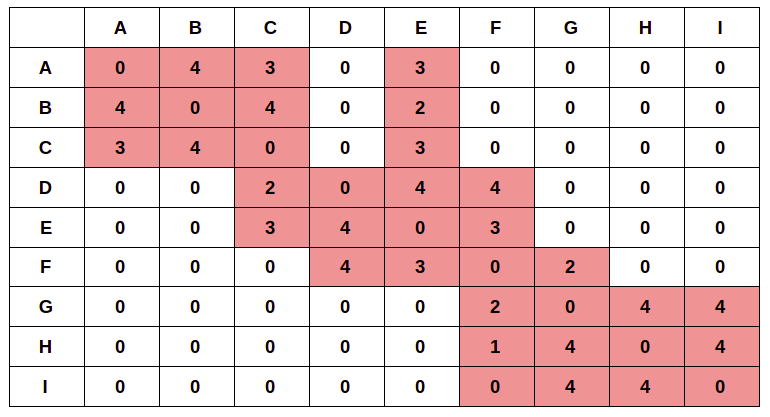 A B C D E F G H I
A 0 4 3 0 3 0 0 0 0
B 4 0 4 0 2 0 0 0 0
C 3 4 0 0 3 0 0 0 0
D 0 0 2 0 4 4 0 0 0
E 0 0 3 4 0 3 0 0 0
F 0 0 0 4 3 0 2 0 0
G 0 0 0 0 0 2 0 4 4
H 0 0 0 0 0 1 4 0 4
I 0 0 0 0 0 0 4 4 0